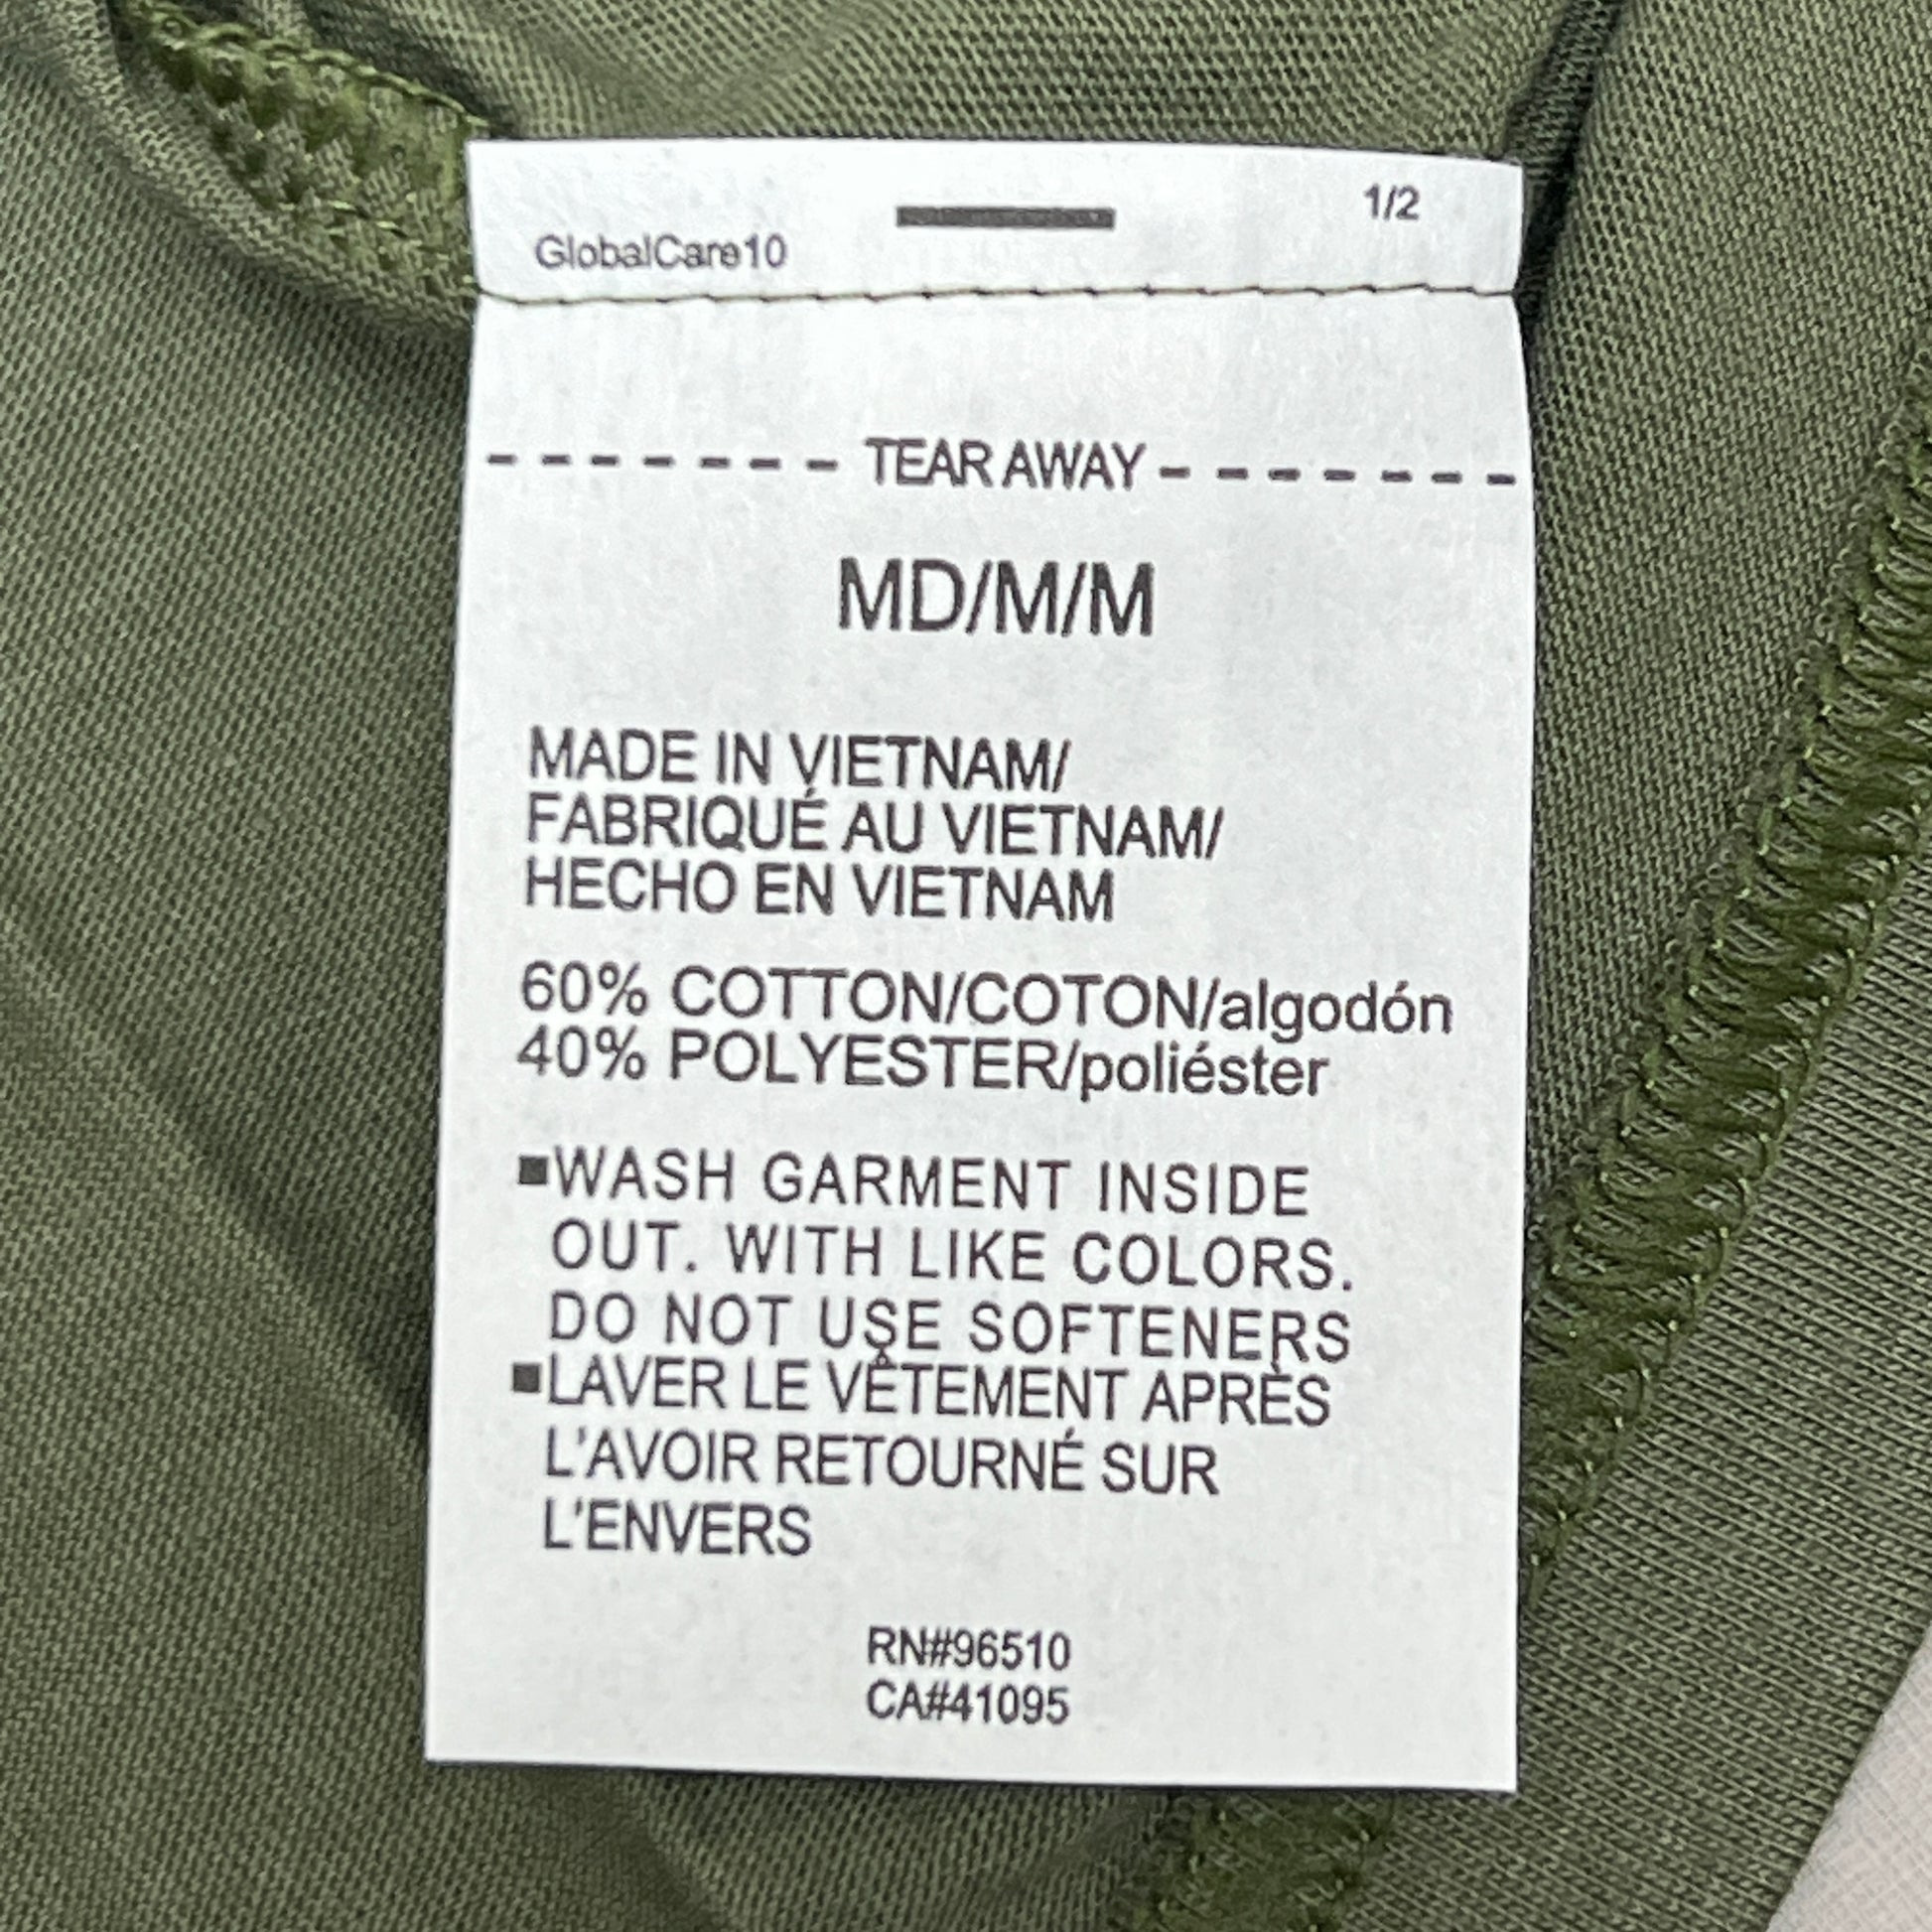 1/2
GlobalCare10
TEAR AWAY
MD/M/M
MADE IN VIETNAM/
FABRIQUÉ AU VIETNAM/
HECHO EN VIETNAM
60% COTTON/COTON/algodón
40% POLYESTER/poliéster
▪WASH GARMENT INSIDE
OUT. WITH LIKE COLORS.
DO NOT USE SOFTENERS
▪LAVER LE VÊTEMENT APRÈS
L'AVOIR RETOURNÉ SUR
L'ENVERS
RN#96510
CA#41095